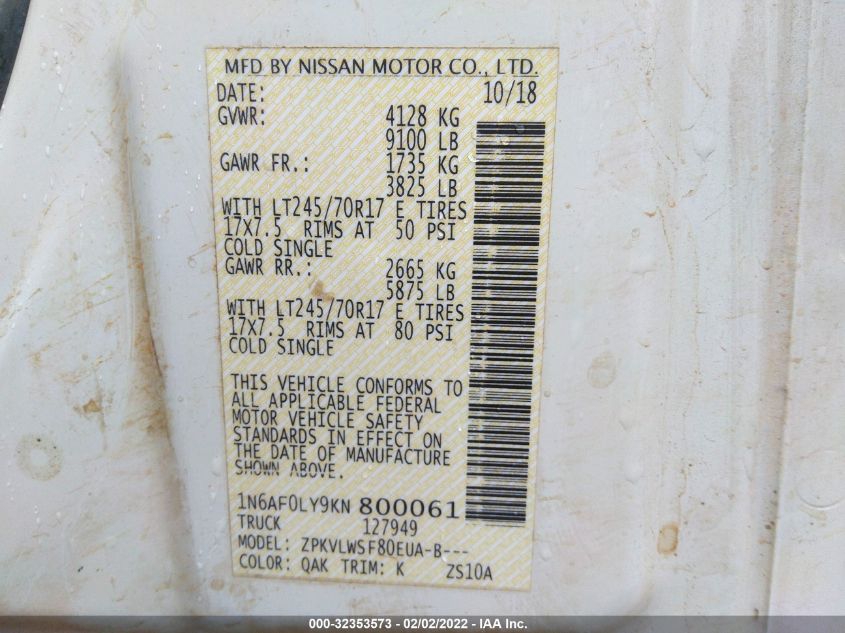 MFD BY NISSAN MOTOR CO., LTD.
DATE: 10/18
GVWR: 4128 KG
9100 LB
GAWR FR.: 1735 KG
3825 LB
WITH LT245/70R17 E TIRES
17X7.5 RIMS AT 50 PSI
COLD SINGLE
GAWR RR.: 2665 KG
5875 LB
WITH LT245/70R17 E TIRES
17X7.5 RIMS AT 80 PSI
COLD SINGLE
THIS VEHICLE CONFORMS TO
ALL APPLICABLE FEDERAL
MOTOR VEHICLE SAFETY
STANDARDS IN EFFECT ON
THE DATE OF MANUFACTURE
SHOWN ABOVE.
1N6AF0LY9KN 800061
TRUCK 127949
MODEL: ZPKVLWSF80EUA-B---
COLOR: QAK TRIM: K ZS10A
000-32353573 - 02/02/2022 - IAA Inc.